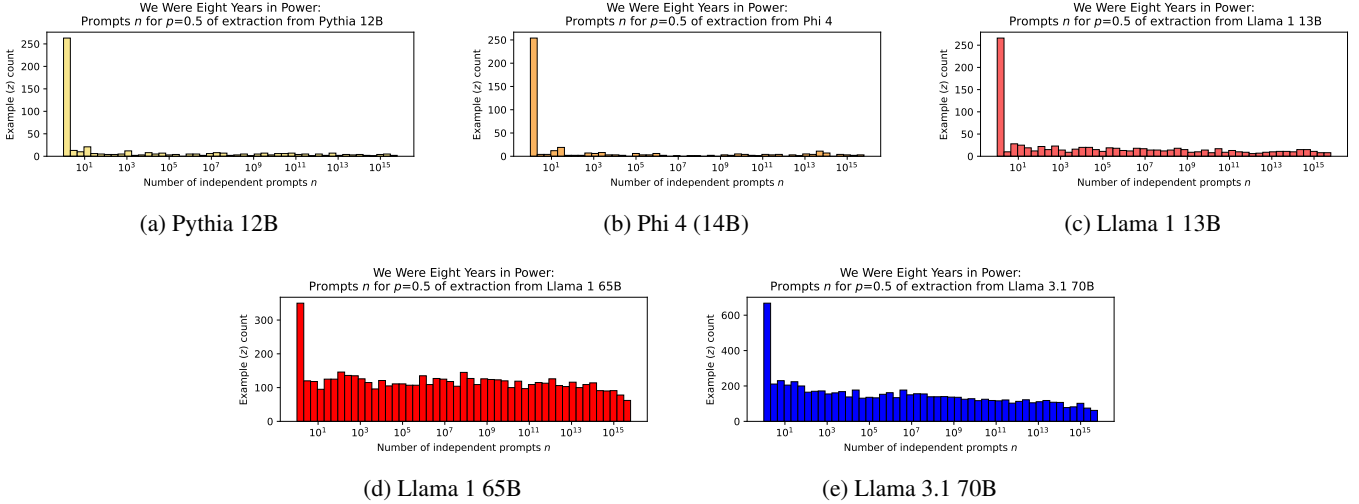 We Were Eight Years in Power:
Prompts n for p=0.5 of extraction from Pythia 12B
250
200
150
100
50
0
Example (z) count
10^1 10^3 10^5 10^7 10^9 10^11 10^13 10^15
Number of independent prompts n
(a) Pythia 12B
We Were Eight Years in Power:
Prompts n for p=0.5 of extraction from Phi 4
250
200
150
100
50
0
Example (z) count
10^1 10^3 10^5 10^7 10^9 10^11 10^13 10^15
Number of independent prompts n
(b) Phi 4 (14B)
We Were Eight Years in Power:
Prompts n for p=0.5 of extraction from Llama 1 13B
250
200
150
100
50
0
Example (z) count
10^1 10^3 10^5 10^7 10^9 10^11 10^13 10^15
Number of independent prompts n
(c) Llama 1 13B
We Were Eight Years in Power:
Prompts n for p=0.5 of extraction from Llama 1 65B
300
200
100
0
Example (z) count
10^1 10^3 10^5 10^7 10^9 10^11 10^13 10^15
Number of independent prompts n
(d) Llama 1 65B
We Were Eight Years in Power:
Prompts n for p=0.5 of extraction from Llama 3.1 70B
600
400
200
0
Example (z) count
10^1 10^3 10^5 10^7 10^9 10^11 10^13 10^15
Number of independent prompts n
(e) Llama 3.1 70B